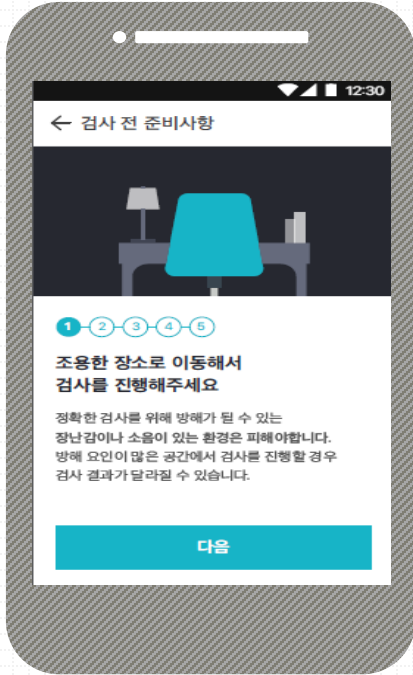 12:30
← 검사 전 준비사항
1 2 3 4 5
조용한 장소로 이동해서
검사를 진행해주세요
정확한 검사를 위해 방해가 될 수 있는
장난감이나 소음이 있는 환경은 피해야합니다.
방해 요인이 많은 공간에서 검사를 진행할 경우
검사 결과가 달라질 수 있습니다.
다음